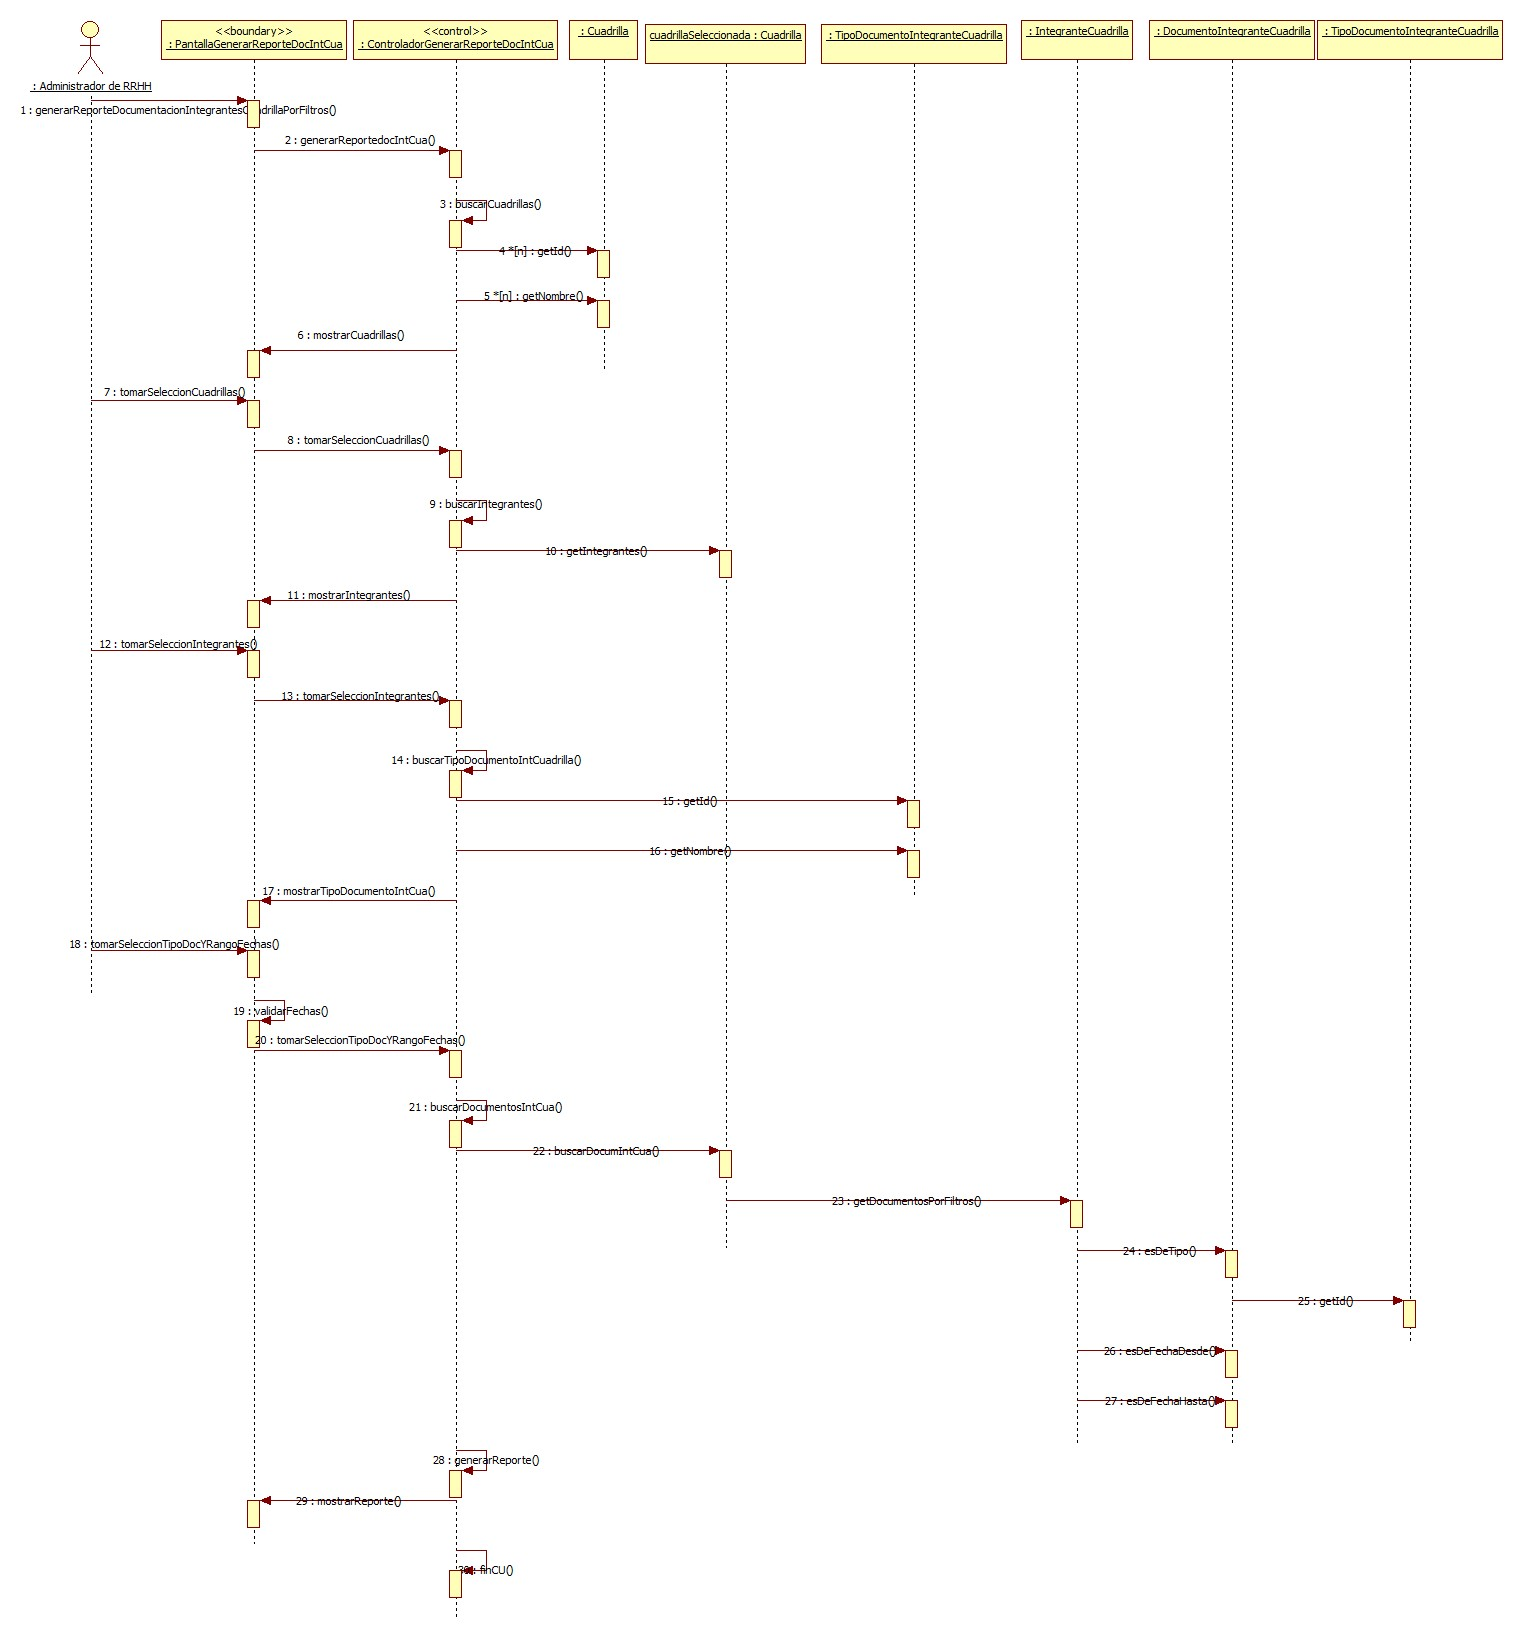 <<boundary>>
: PantallaGenerarReporteDocIntCua
<<control>>
: ControladorGenerarReporteDocIntCua
: Cuadrilla
cuadrillaSeleccionada : Cuadrilla
: TipoDocumentoIntegranteCuadrilla
: IntegranteCuadrilla
: DocumentoIntegranteCuadrilla
: TipoDocumentoIntegranteCuadrilla
: Administrador de RRHH
1 : generarReporteDocumentacionIntegrantesCuadrillaPorFiltros()
2 : generarReportedocIntCua()
3 : buscarCuadrillas()
4 *[n] : getId()
5 *[n] : getNombre()
6 : mostrarCuadrillas()
7 : tomarSeleccionCuadrillas()
8 : tomarSeleccionCuadrillas()
9 : buscarIntegrantes()
10 : getIntegrantes()
11 : mostrarIntegrantes()
12 : tomarSeleccionIntegrantes()
13 : tomarSeleccionIntegrantes()
14 : buscarTipoDocumentoIntCuadrilla()
15 : getId()
16 : getNombre()
17 : mostrarTipoDocumentoIntCua()
18 : tomarSeleccionTipoDocYRangoFechas()
19 : validarFechas()
20 : tomarSeleccionTipoDocYRangoFechas()
21 : buscarDocumentosIntCua()
22 : buscarDocumIntCua()
23 : getDocumentosPorFiltros()
24 : esDeTipo()
25 : getId()
26 : esDeFechaDesde()
27 : esDeFechaHasta()
28 : generarReporte()
29 : mostrarReporte()
30 : finCU()